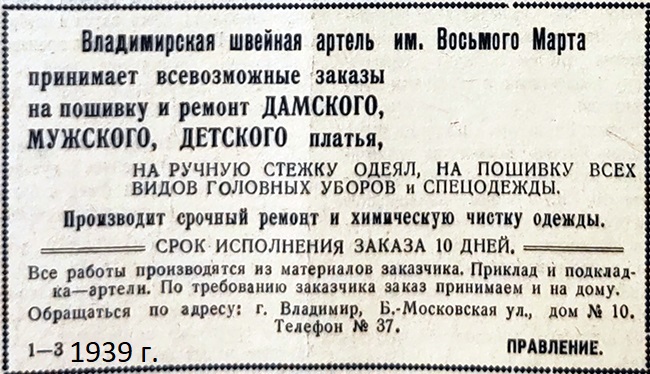 Владимирская швейная артель им. Восьмого Марта
принимает всевозможные заказы
на пошивку и ремонт ДАМСКОГО,
МУЖСКОГО, ДЕТСКОГО платья,
НА РУЧНУЮ СТЕЖКУ ОДЕЯЛ, НА ПОШИВКУ ВСЕХ
ВИДОВ ГОЛОВНЫХ УБОРОВ и СПЕЦОДЕЖДЫ.
Производит срочный ремонт и химическую чистку одежды.
СРОК ИСПОЛНЕНИЯ ЗАКАЗА 10 ДНЕЙ.
Все работы производятся из материалов заказчика. Приклад и подклад-
ка—артели. По требованию заказчика заказ принимаем и на дому.
Обращаться по адресу: г. Владимир, Б.-Московская ул., дом № 10.
Телефон № 37.
1—3 1939 г. ПРАВЛЕНИЕ.